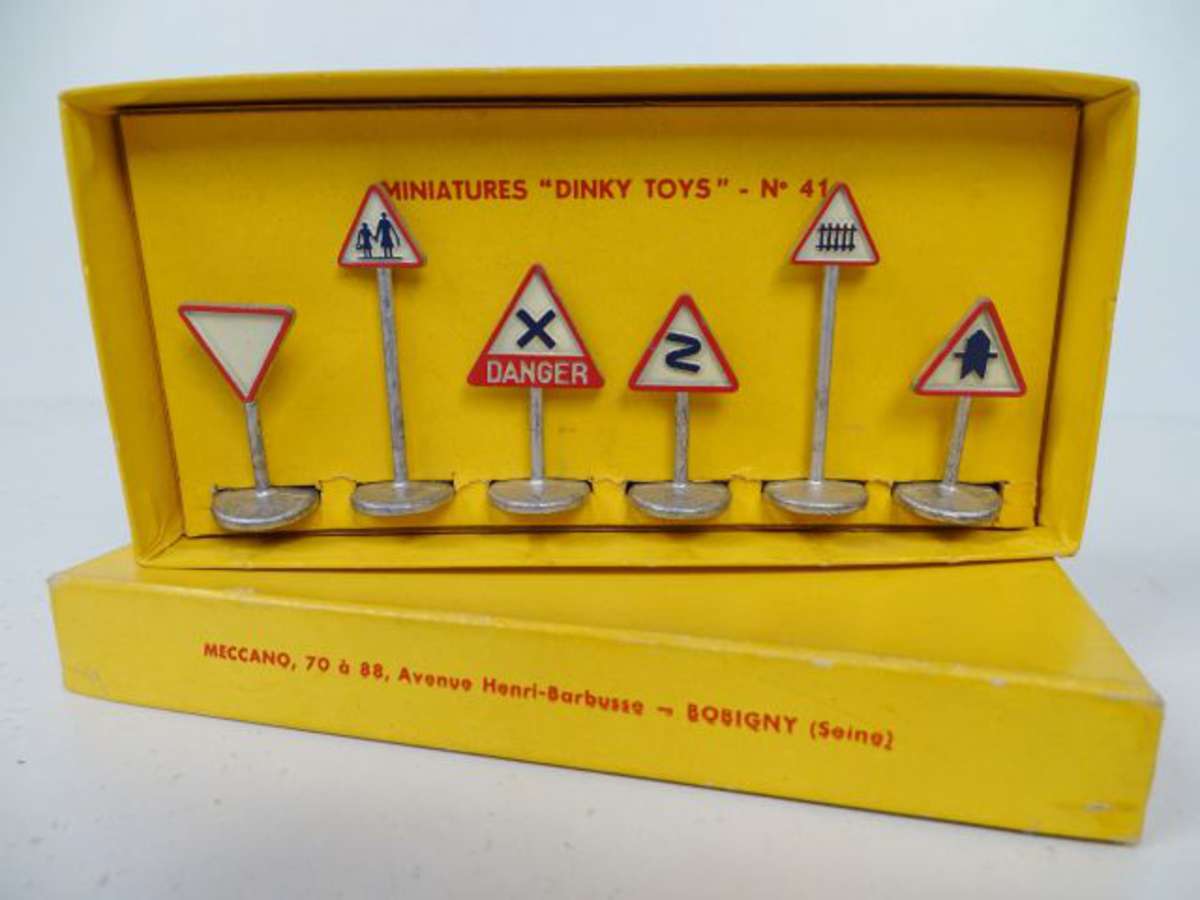 MINIATURES "DINKY TOYS" - Nº 41
DANGER
MECCANO, 70 à 88, Avenue Henri-Barbusse - BOBIGNY (Seine)